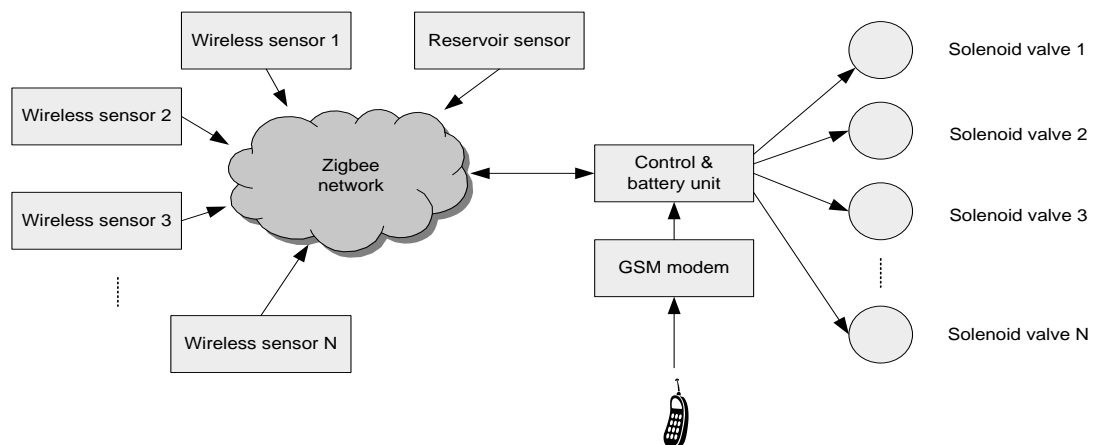 Wireless sensor 1
Reservoir sensor
Solenoid valve 1
Wireless sensor 2
Solenoid valve 2
Zigbee
network
Control &
battery unit
Wireless sensor 3
Solenoid valve 3
GSM modem
Wireless sensor N
Solenoid valve N